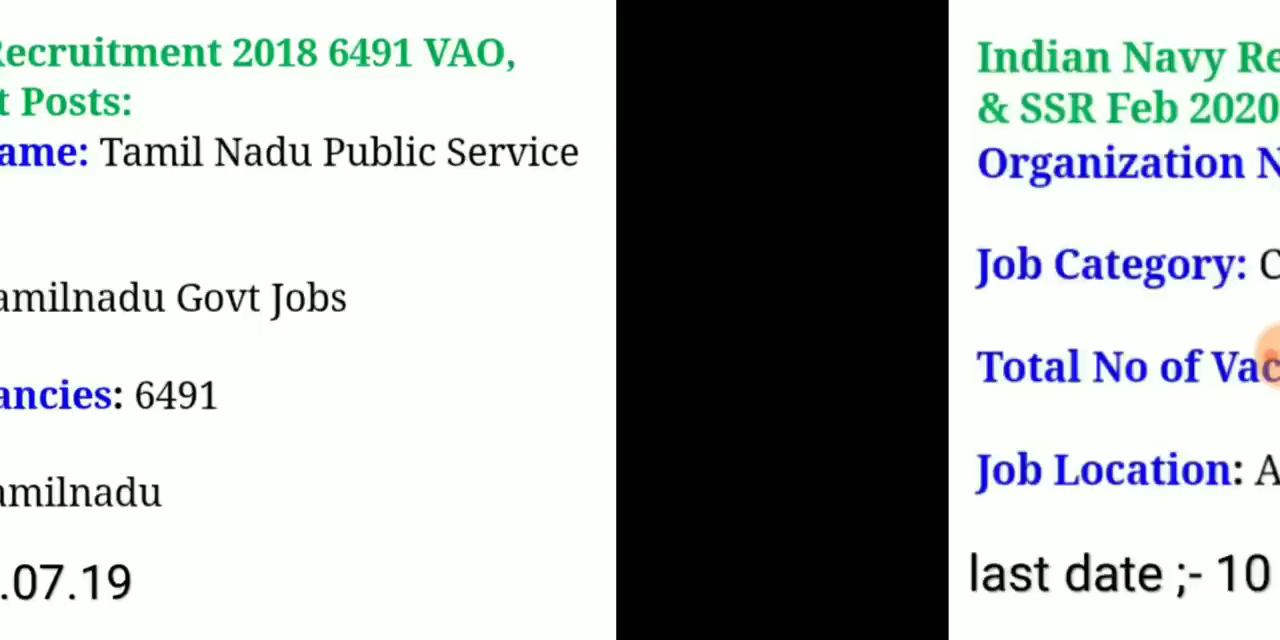 Recruitment 2018 6491 VAO,
t Posts:
ame: Tamil Nadu Public Service
amilnadu Govt Jobs
ancies: 6491
amilnadu
.07.19
Indian Navy Re
& SSR Feb 2020
Organization N
Job Category: C
Total No of Vac
Job Location: A
last date ;- 10